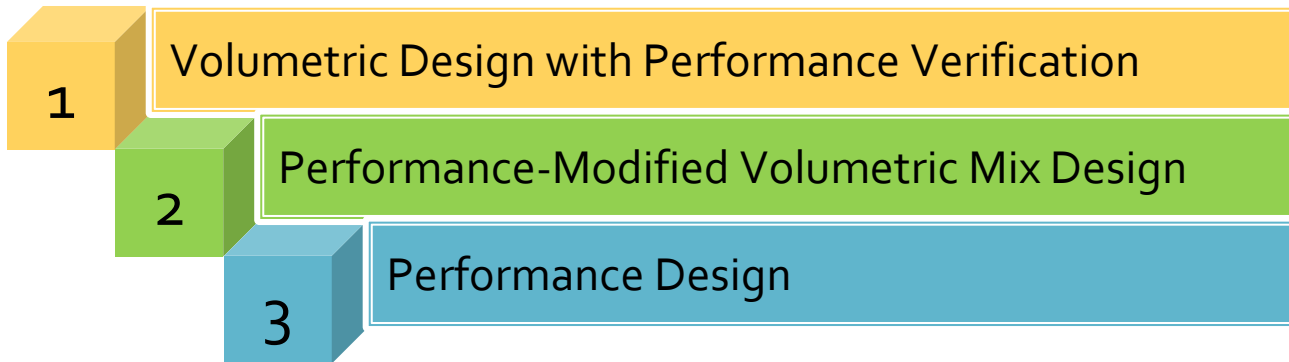 1 Volumetric Design with Performance Verification
2 Performance-Modified Volumetric Mix Design
3 Performance Design